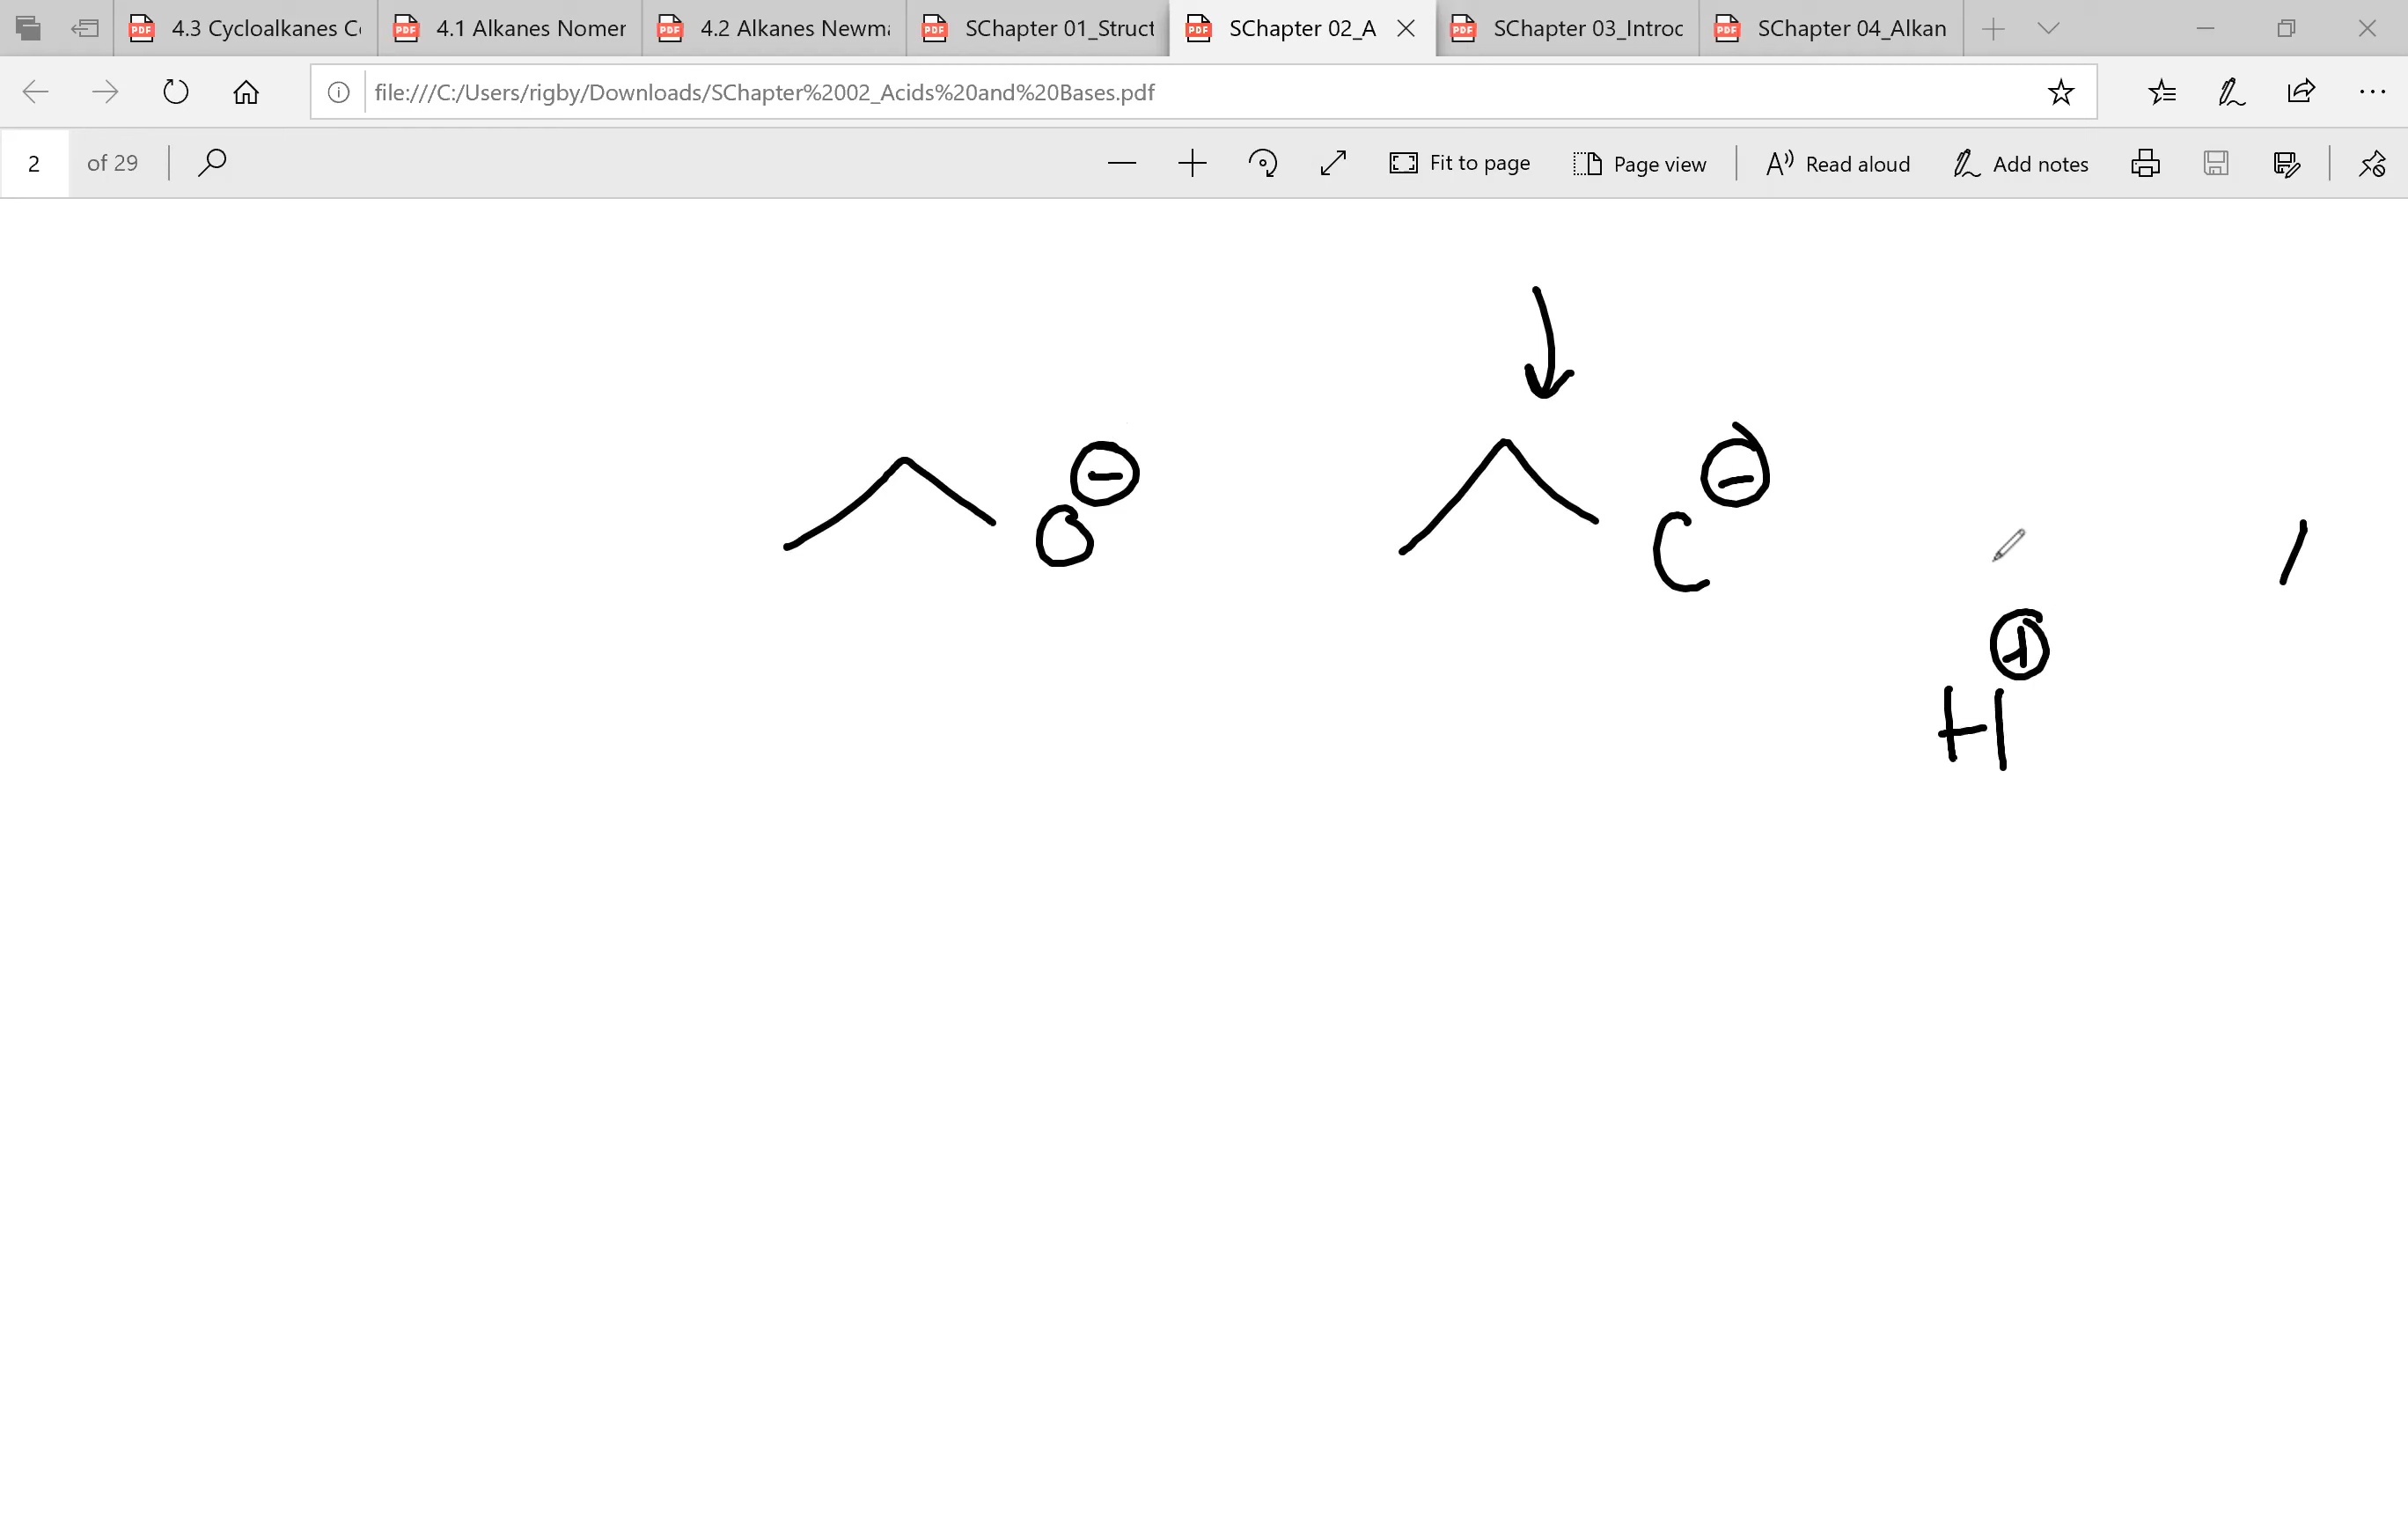 4.3 Cycloalkanes C
4.1 Alkanes Nomer
4.2 Alkanes Newma
SChapter 01_Struct
SChapter 02_A
SChapter 03_Introc
SChapter 04_Alkan
file:///C:/Users/rigby/Downloads/SChapter%2002_Acids%20and%20Bases.pdf
2 of 29
Fit to page
Page view
Read aloud
Add notes
O⊖
C⊖
H⊕